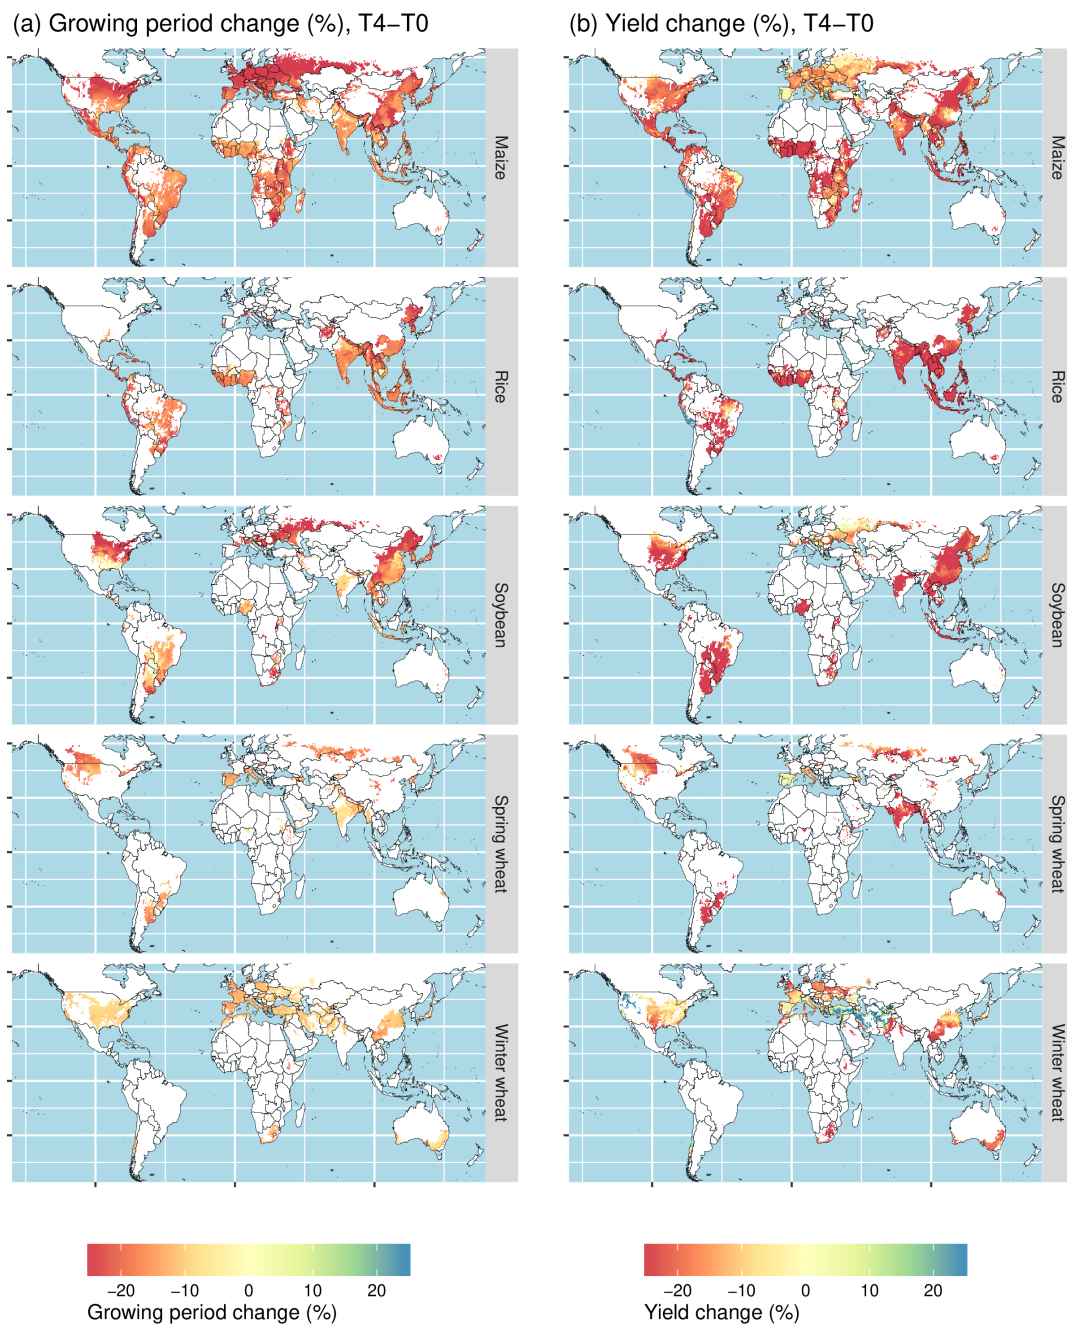 (a) Growing period change (%), T4−T0
(b) Yield change (%), T4−T0
Maize
Maize
Rice
Rice
Soybean
Soybean
Spring wheat
Spring wheat
Winter wheat
Winter wheat
−20 −10 0 10 20
Growing period change (%)
−20 −10 0 10 20
Yield change (%)